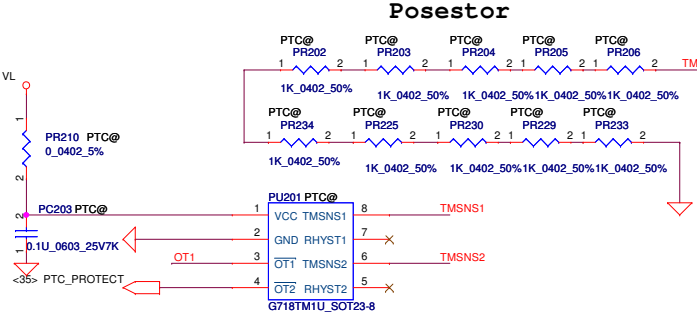 Posestor
PTC@ PTC@ PTC@ PTC@ PTC@
PR202 PR203 PR204 PR205 PR206
1 2 1 2 1 2 1 2 1 2 TM
1K_0402_50% 1K_0402_50% 1K_0402_50% 1K_0402_50% 1K_0402_50%
VL
PTC@ PTC@ PTC@ PTC@ PTC@
PR234 PR225 PR230 PR229 PR233
1 2 1 2 1 2 1 2 1 2
1K_0402_50% 1K_0402_50% 1K_0402_50% 1K_0402_50% 1K_0402_50%
1
PR210 PTC@
0_0402_5%
2
PU201 PTC@
PC203 PTC@
2
1
0.1U_0603_25V7K
1 VCC TMSNS1 8 TMSNS1
2 GND RHYST1 7
OT1 3 OT1 TMSNS2 6 TMSNS2
<35> PTC_PROTECT 4 OT2 RHYST2 5
G718TM1U_SOT23-8